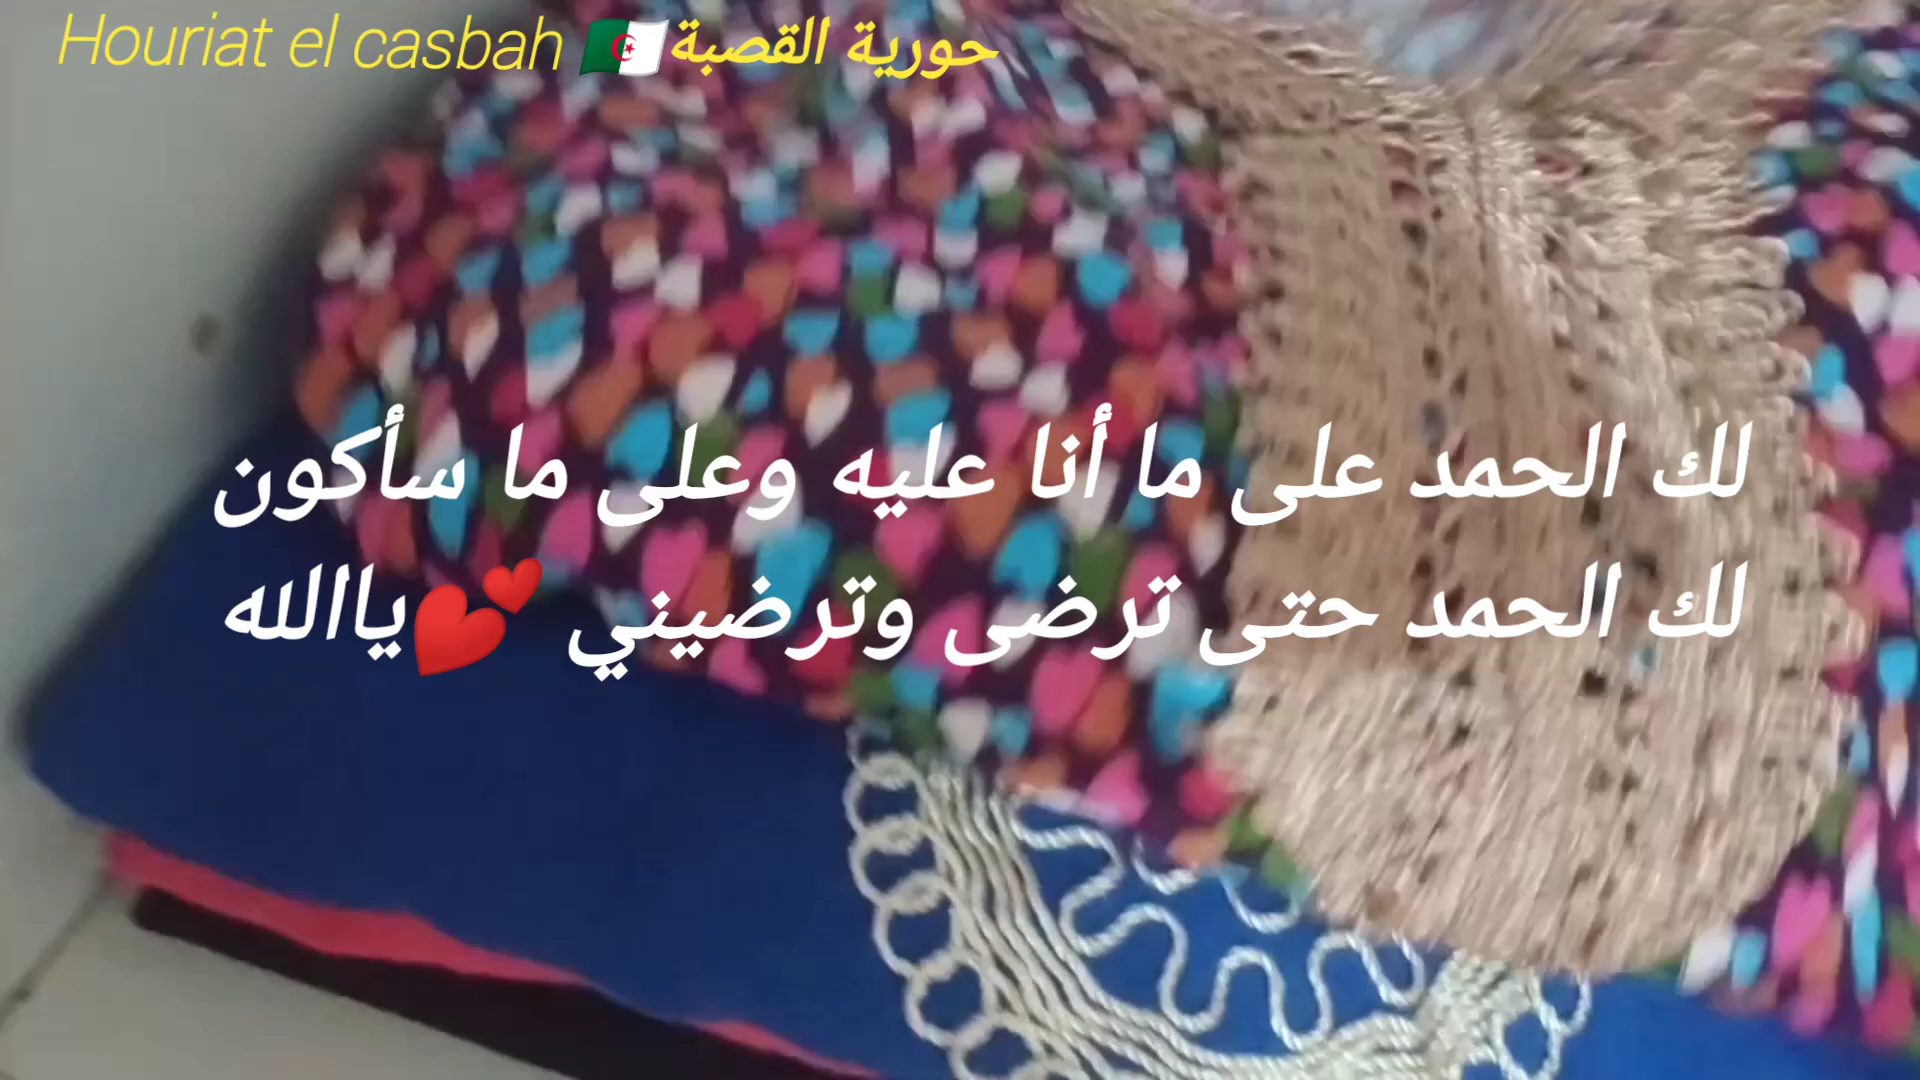 Houriat el casbah 🇩🇿حورية القصبة
لك الحمد على ما أنا عليه وعلى ما سأكون
لك الحمد حتى ترضى وترضيني 💕ياالله